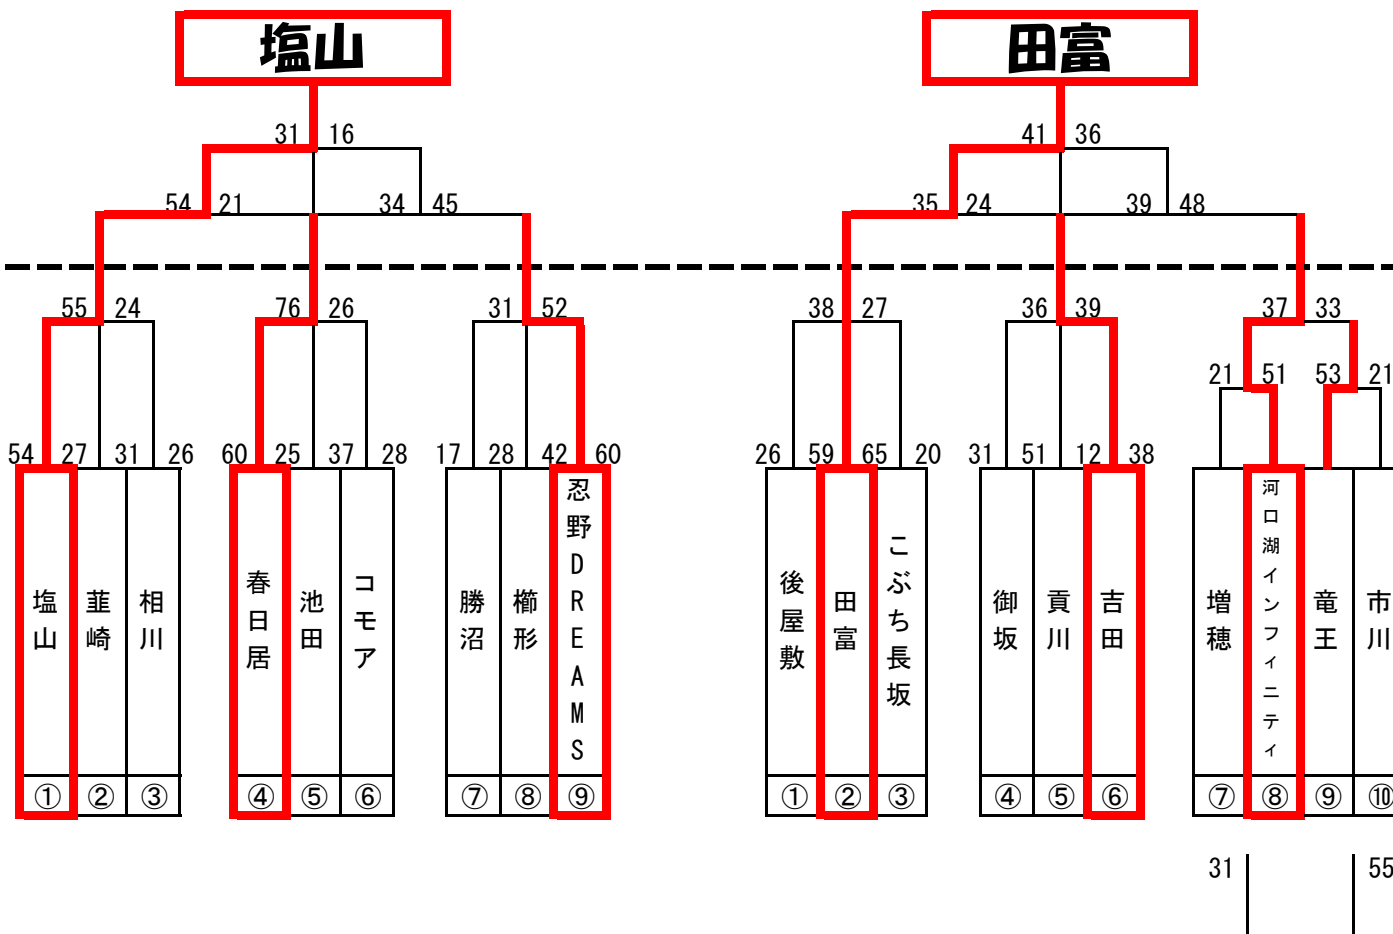 塩山
田富
31 16
41 36
54 21
34 45
35 24
39 48
55 24
76 26
31 52
38 27
36 39
37 33
21 51
53 21
54 27 31 26
60 25 37 28
17 28 42 60
26 59 65 20
31 51 12 38
塩山
韮崎
相川
春日居
池田
コモア
勝沼
櫛形
忍野DREAMS
後屋敷
田富
こぶち長坂
御坂
貢川
吉田
増穂
河口湖インフィニティ
竜王
市川
① ② ③
④ ⑤ ⑥
⑦ ⑧ ⑨
① ② ③
④ ⑤ ⑥
⑦ ⑧ ⑨ ⑩
31
55